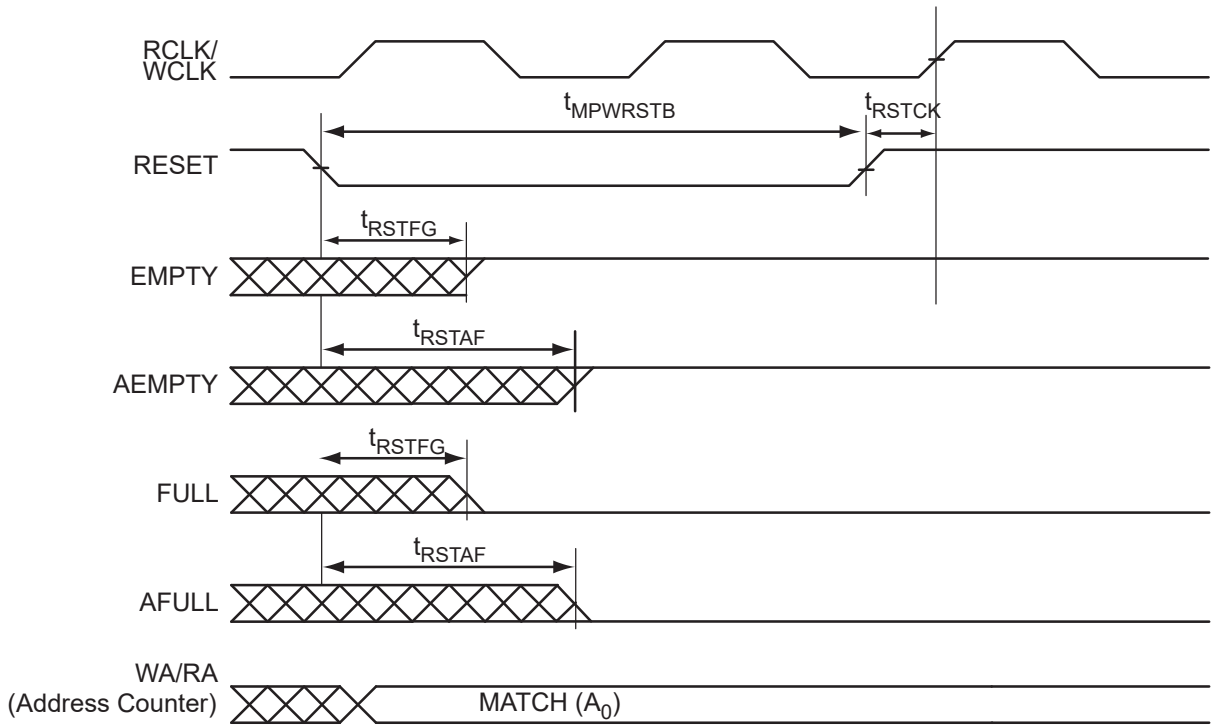 RCLK/
WCLK
tMPWRSTB
tRSTCK
RESET
tRSTFG
EMPTY
tRSTAF
AEMPTY
tRSTFG
FULL
tRSTAF
AFULL
WA/RA
(Address Counter)
MATCH (A0)